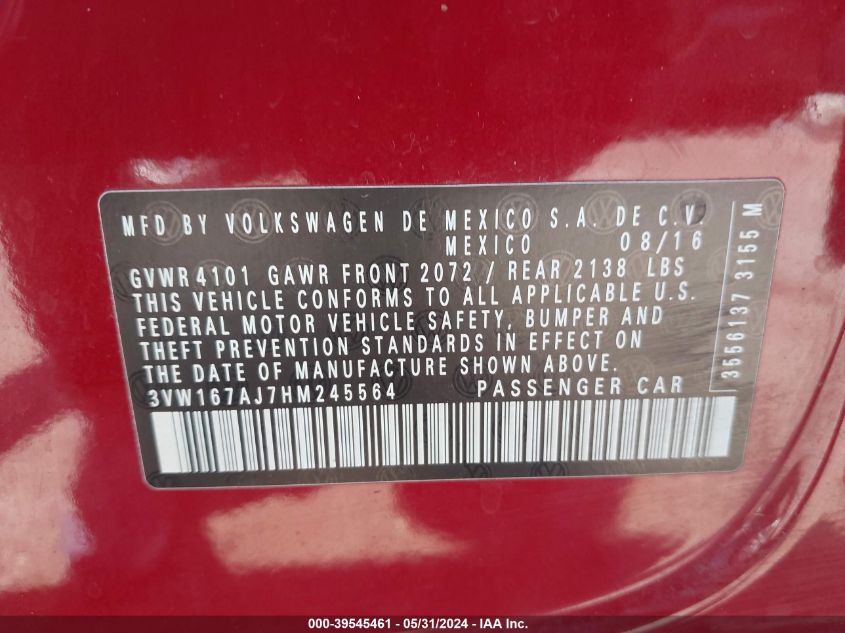 MFD BY VOLKSWAGEN DE MEXICO S.A. DE C.V
MEXICO 08/16
GVWR 4101 GAWR FRONT 2072 / REAR 2138 LBS
THIS VEHICLE CONFORMS TO ALL APPLICABLE U.S.
FEDERAL MOTOR VEHICLE SAFETY, BUMPER AND
THEFT PREVENTION STANDARDS IN EFFECT ON
THE DATE OF MANUFACTURE SHOWN ABOVE.
3VW167AJ7HM245564 PASSENGER CAR
3556137 3155 M
000-39545461 - 05/31/2024 - IAA Inc.